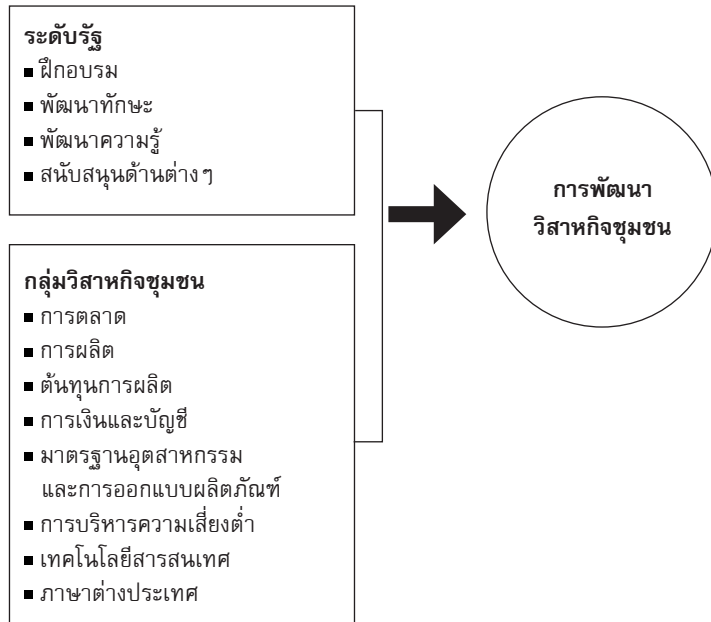 ระดับรัฐ
■ ฝึกอบรม
■ พัฒนาทักษะ
■ พัฒนาความรู้
■ สนับสนุนด้านต่างๆ
กลุ่มวิสาหกิจชุมชน
■ การตลาด
■ การผลิต
■ ต้นทุนการผลิต
■ การเงินและบัญชี
■ มาตรฐานอุตสาหกรรม
และการออกแบบผลิตภัณฑ์
■ การบริหารความเสี่ยงต่ำ
■ เทคโนโลยีสารสนเทศ
■ ภาษาต่างประเทศ
การพัฒนา
วิสาหกิจชุมชน